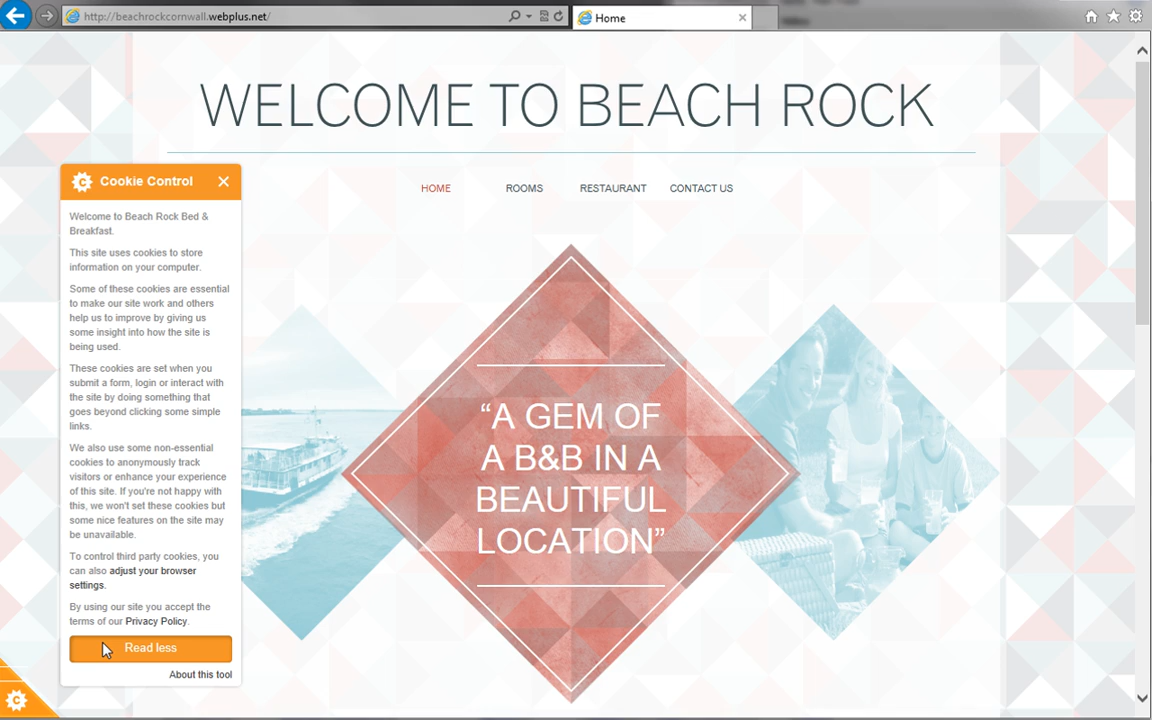 http://beachrockcornwall.webplus.net/
Home
WELCOME TO BEACH ROCK
HOME ROOMS RESTAURANT CONTACT US
Cookie Control
Welcome to Beach Rock Bed &
Breakfast.
This site uses cookies to store
information on your computer.
Some of these cookies are essential
to make our site work and others
help us to improve by giving us
some insight into how the site is
being used.
These cookies are set when you
submit a form, login or interact with
the site by doing something that
goes beyond clicking some simple
links.
We also use some non-essential
cookies to anonymously track
visitors or enhance your experience
of this site. If you're not happy with
this, we won't set these cookies but
some nice features on the site may
be unavailable.
To control third party cookies, you
can also adjust your browser
settings.
By using our site you accept the
terms of our Privacy Policy.
Read less
About this tool
“A GEM OF
A B&B IN A
BEAUTIFUL
LOCATION”